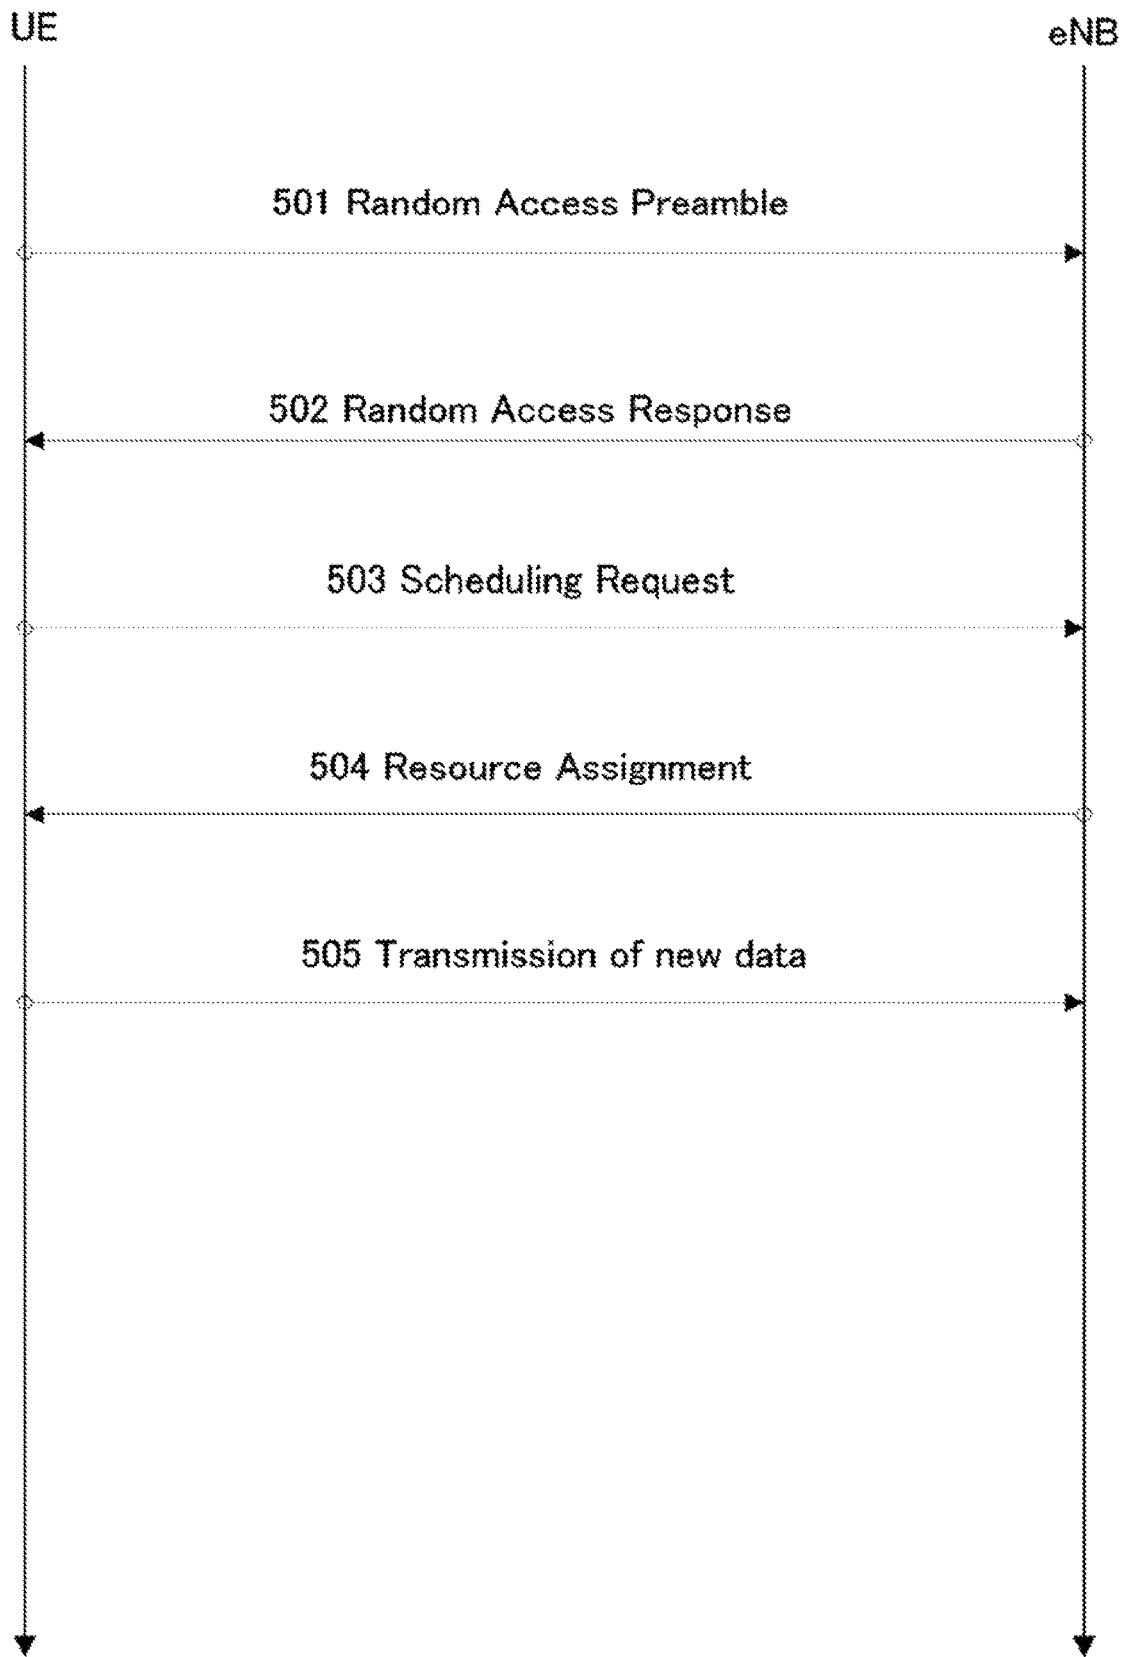 UE
eNB
501 Random Access Preamble
502 Random Access Response
503 Scheduling Request
504 Resource Assignment
505 Transmission of new data